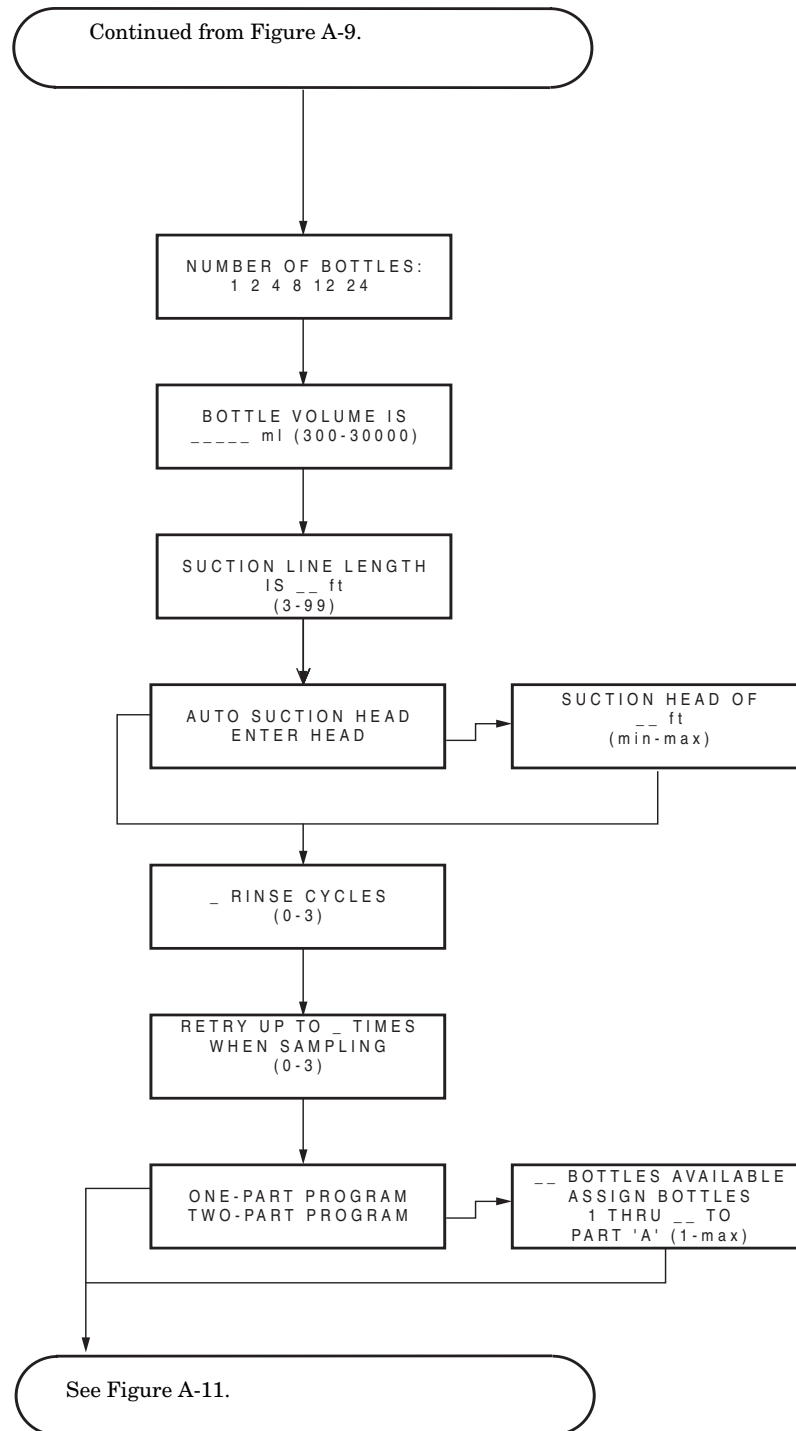 Continued from Figure A-9.
NUMBER OF BOTTLES:
1 2 4 8 12 24
BOTTLE VOLUME IS
_____ ml (300-30000)
SUCTION LINE LENGTH
IS __ ft
(3-99)
AUTO SUCTION HEAD
ENTER HEAD
SUCTION HEAD OF
__ ft
(min-max)
_ RINSE CYCLES
(0-3)
RETRY UP TO _ TIMES
WHEN SAMPLING
(0-3)
ONE-PART PROGRAM
TWO-PART PROGRAM
__ BOTTLES AVAILABLE
ASSIGN BOTTLES
1 THRU __ TO
PART 'A' (1-max)
See Figure A-11.